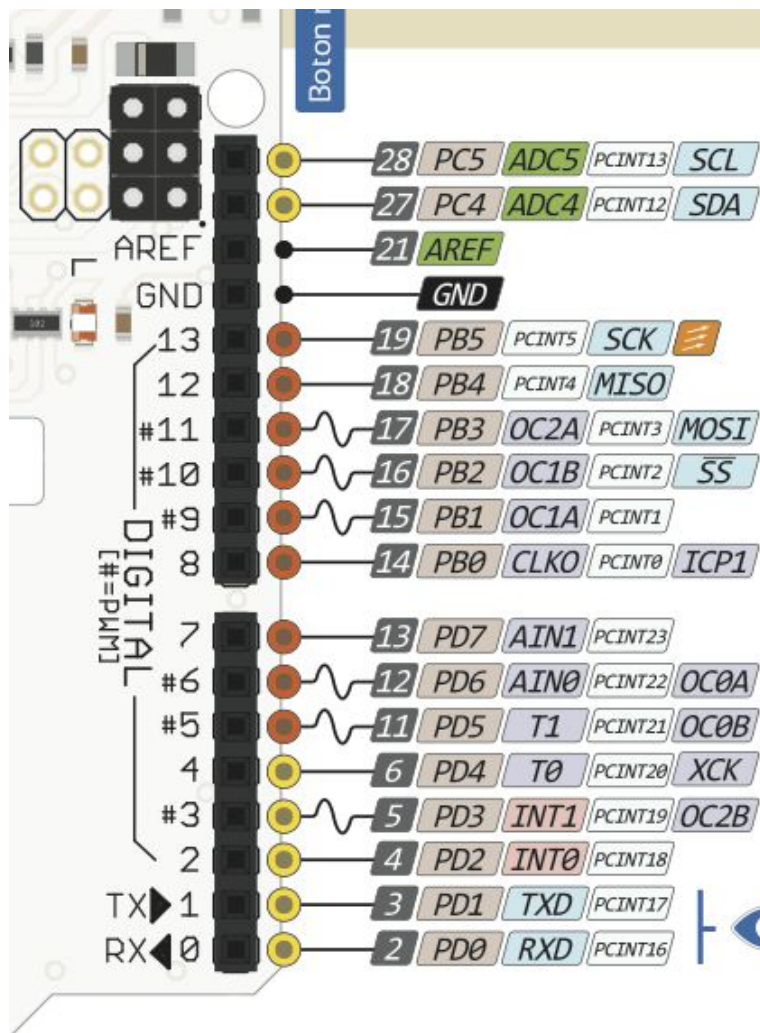 Boton
28 PC5 ADC5 PCINT13 SCL
27 PC4 ADC4 PCINT12 SDA
AREF 21 AREF
GND GND
13 19 PB5 PCINT5 SCK
12 18 PB4 PCINT4 MISO
#11 17 PB3 OC2A PCINT3 MOSI
#10 16 PB2 OC1B PCINT2 SS
#9 15 PB1 OC1A PCINT1
8 14 PB0 CLKO PCINT0 ICP1
DIGITAL
[#=PWM]
7 13 PD7 AIN1 PCINT23
#6 12 PD6 AIN0 PCINT22 OC0A
#5 11 PD5 T1 PCINT21 OC0B
4 6 PD4 T0 PCINT20 XCK
#3 5 PD3 INT1 PCINT19 OC2B
2 4 PD2 INT0 PCINT18
TX 1 3 PD1 TXD PCINT17
RX 0 2 PD0 RXD PCINT16
L
102